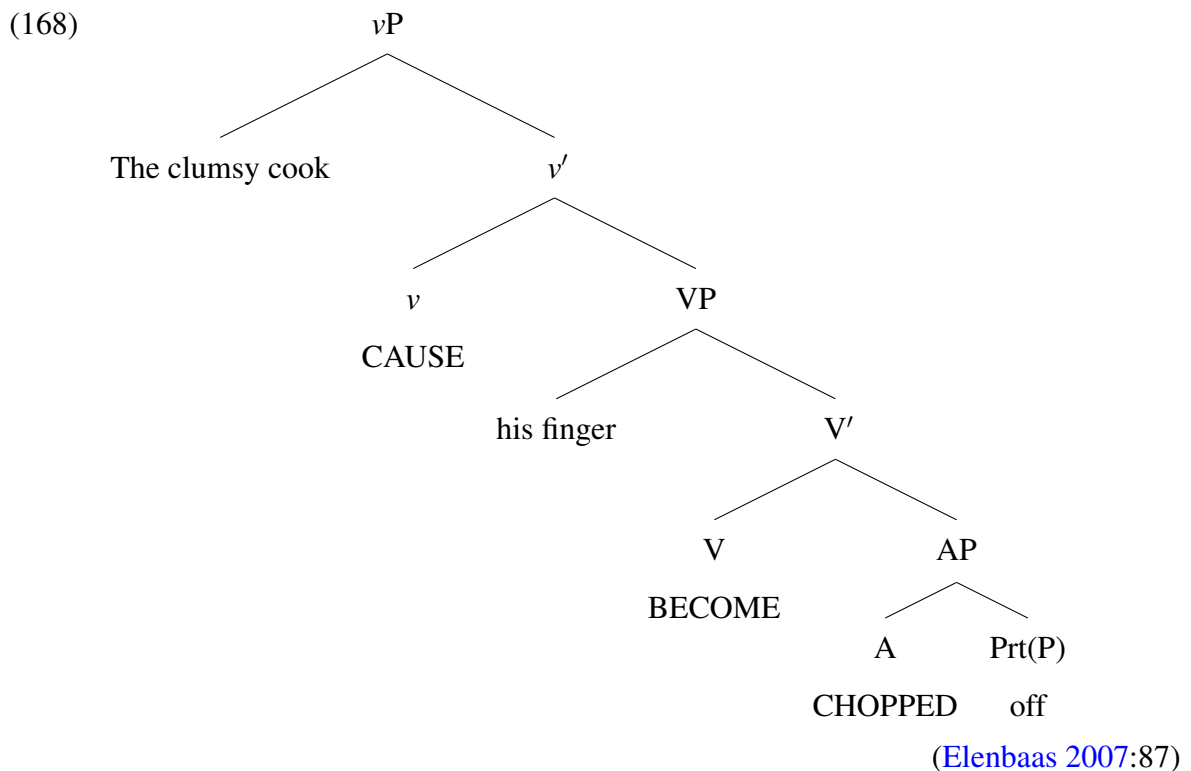 (168) vP
The clumsy cook v′
v VP
CAUSE
his finger V′
V AP
BECOME
A Prt(P)
CHOPPED off
(Elenbaas 2007:87)